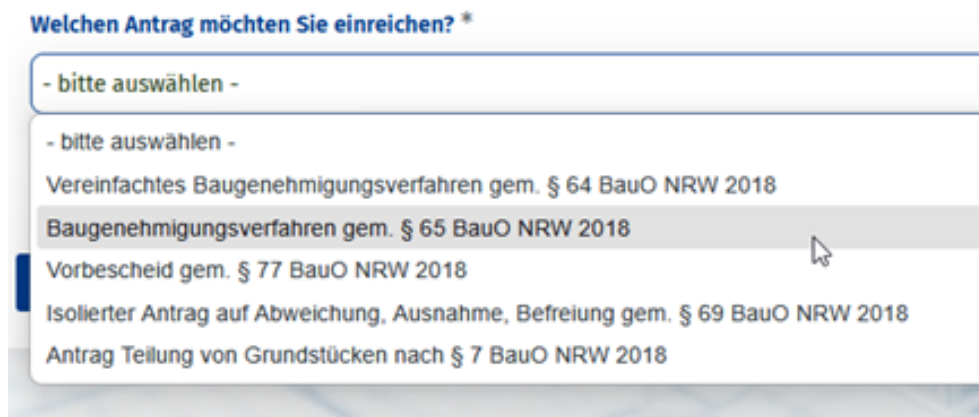 Welchen Antrag möchten Sie einreichen? *
- bitte auswählen -
- bitte auswählen -
Vereinfachtes Baugenehmigungsverfahren gem. § 64 BauO NRW 2018
Baugenehmigungsverfahren gem. § 65 BauO NRW 2018
Vorbescheid gem. § 77 BauO NRW 2018
Isolierter Antrag auf Abweichung, Ausnahme, Befreiung gem. § 69 BauO NRW 2018
Antrag Teilung von Grundstücken nach § 7 BauO NRW 2018